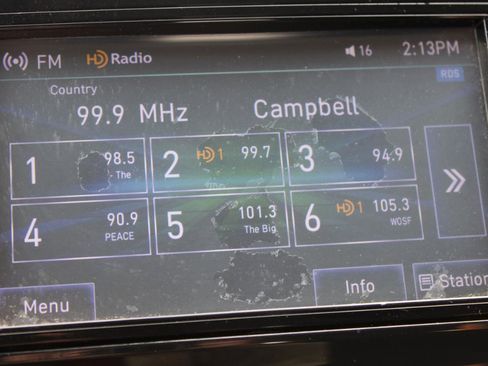 FM HD Radio 16 2:13PM
Country RDS
99.9 MHz Campbell
1 98.5 - The
2 HD1 99.7
3 94.9
4 90.9 PEACE
5 101.3 The Big
6 HD1 105.3 WOSF
Menu Info Station